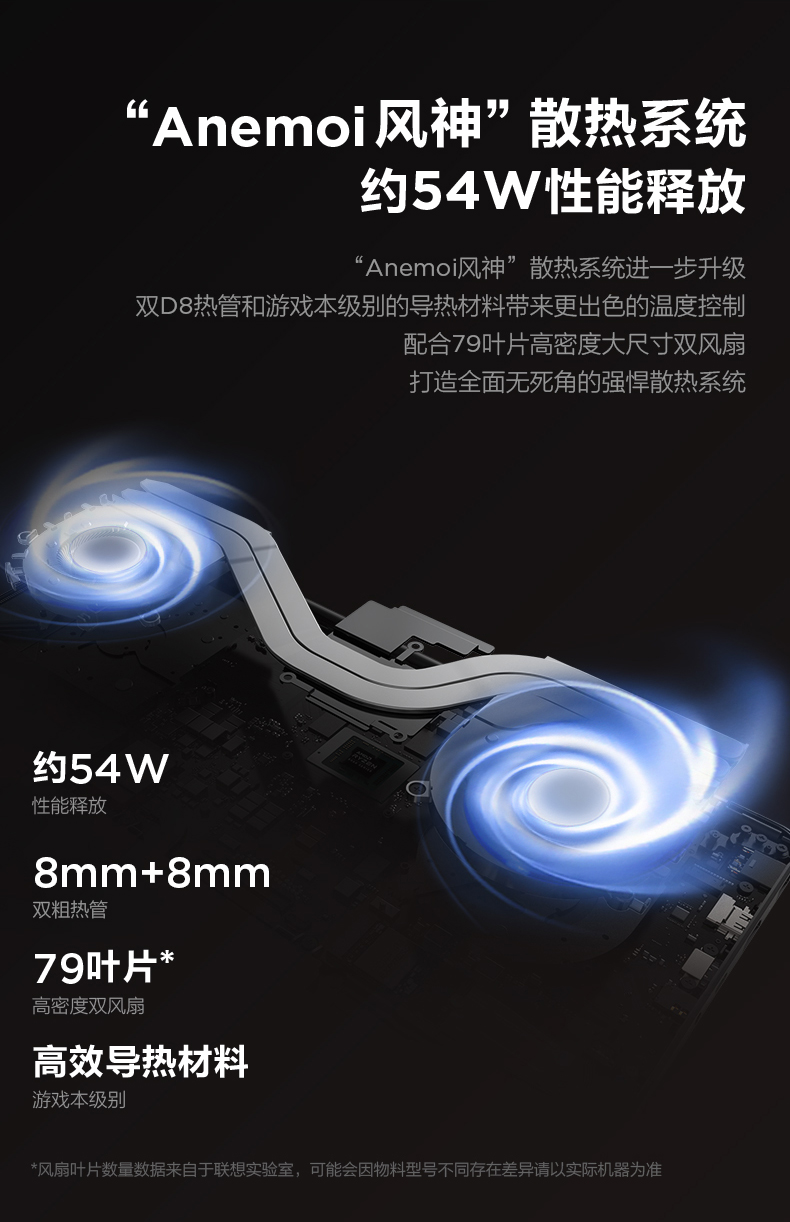 “Anemoi风神” 散热系统
约54W性能释放
“Anemoi风神”散热系统进一步升级
双D8热管和游戏本级别的导热材料带来更出色的温度控制
配合79叶片高密度大尺寸双风扇
打造全面无死角的强悍散热系统
约54W
性能释放
8mm+8mm
双粗热管
79叶片*
高密度双风扇
高效导热材料
游戏本级别
*风扇叶片数量数据来自于联想实验室，可能会因物料型号不同存在差异请以实际机器为准